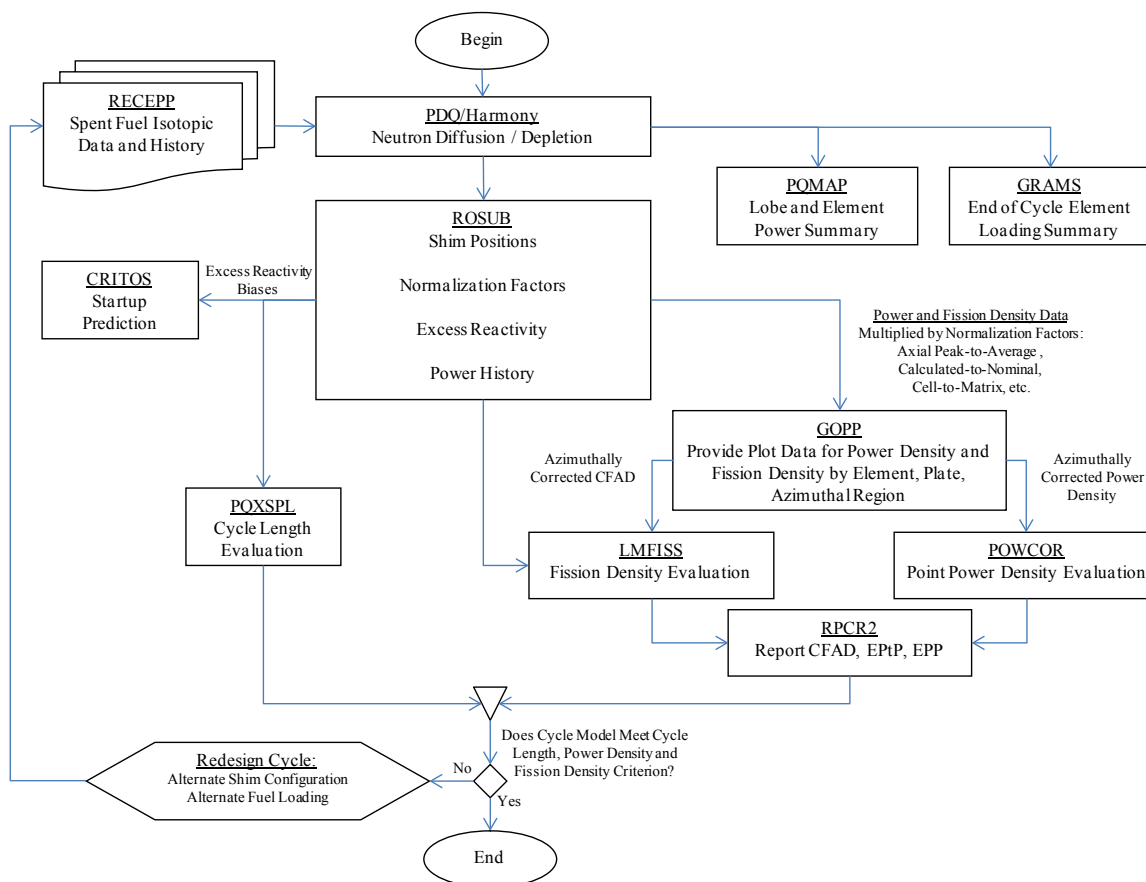 Begin
RECEPP
Spent Fuel Isotopic
Data and History
PDQ/Harmony
Neutron Diffusion / Depletion
PQMAP
Lobe and Element
Power Summary
GRAMS
End of Cycle Element
Loading Summary
ROSUB
Shim Positions
Normalization Factors
Excess Reactivity
Power History
CRITOS
Startup
Prediction
Excess Reactivity
Biases
Power and Fission Density Data
Multiplied by Normalization Factors:
Axial Peak-to-Average ,
Calculated-to-Nominal,
Cell-to-Matrix, etc.
GOPP
Provide Plot Data for Power Density and
Fission Density by Element, Plate,
Azimuthal Region
Azimuthally
Corrected CFAD
Azimuthally
Corrected Power
Density
PQXSPL
Cycle Length
Evaluation
LMFISS
Fission Density Evaluation
POWCOR
Point Power Density Evaluation
RPCR2
Report CFAD, EPtP, EPP
Does Cycle Model Meet Cycle
Length, Power Density and
Fission Density Criterion?
Redesign Cycle:
Alternate Shim Configuration
Alternate Fuel Loading
No
Yes
End